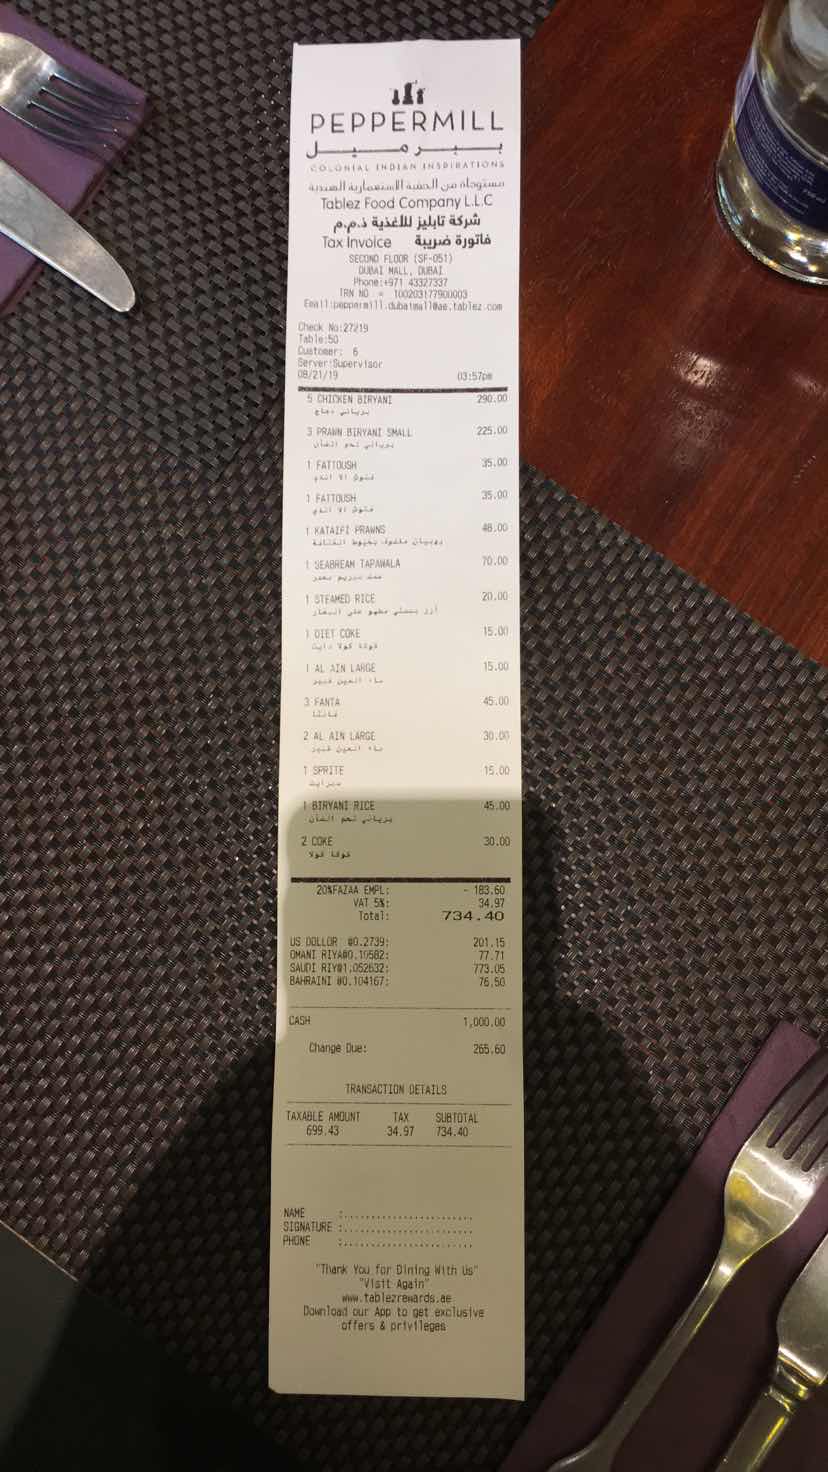 PEPPERMILL
بيبرميل
COLONIAL INDIAN INSPIRATIONS
مستوحاة من الحقبة الاستعمارية الهندية
Tablez Food Company L.L.C
شركة تابليز للأغذية ذ.م.م
Tax Invoice فاتورة ضريبة
SECOND FLOOR (SF-051)
DUBAI MALL, DUBAI
Phone:+971 43327337
TRN NO = 100203177900003
Email:peppermill.dubaimall@ae.tablez.com
Check No:27219
Table:50
Customer: 6
Server:Supervisor
08/21/19 03:57pm
5 CHICKEN BIRYANI 290.00
برياني دجاج
3 PRAWN BIRYANI SMALL 225.00
برياني لحم الضأن
1 FATTOUSH 35.00
فتوش الا اندي
1 FATTOUSH 35.00
فتوش الا اندي
1 KATAIFI PRAWNS 48.00
ملفوف بخيوط الكنافة
1 SEABREAM TAPAWALA 70.00
1 STEAMED RICE 20.00
أرز بسمتي مطهو على البخار
1 DIET COKE 15.00
كوكا كولا دايت
1 AL AIN LARGE 15.00
ماء العين كبير
3 FANTA 45.00
فانتا
2 AL AIN LARGE 30.00
ماء العين كبير
1 SPRITE 15.00
سبرايت
1 BIRYANI RICE 45.00
برياني لحم الضأن
2 COKE 30.00
كوكا كولا
20%FAZAA EMPL: - 183.60
VAT 5%: 34.97
Total: 734.40
US DOLLOR @0.2739: 201.15
OMANI RIYA@0.10582: 77.71
SAUDI RIY@1.052632: 773.05
BAHRAINI @0.104167: 76.50
CASH 1,000.00
Change Due: 265.60
TRANSACTION DETAILS
TAXABLE AMOUNT TAX SUBTOTAL
699.43 34.97 734.40
NAME :.......................
SIGNATURE :.......................
PHONE :.......................
"Thank You for Dining With Us"
"Visit Again"
www.tablezrewards.ae
Download our App to get exclusive
offers & privileges